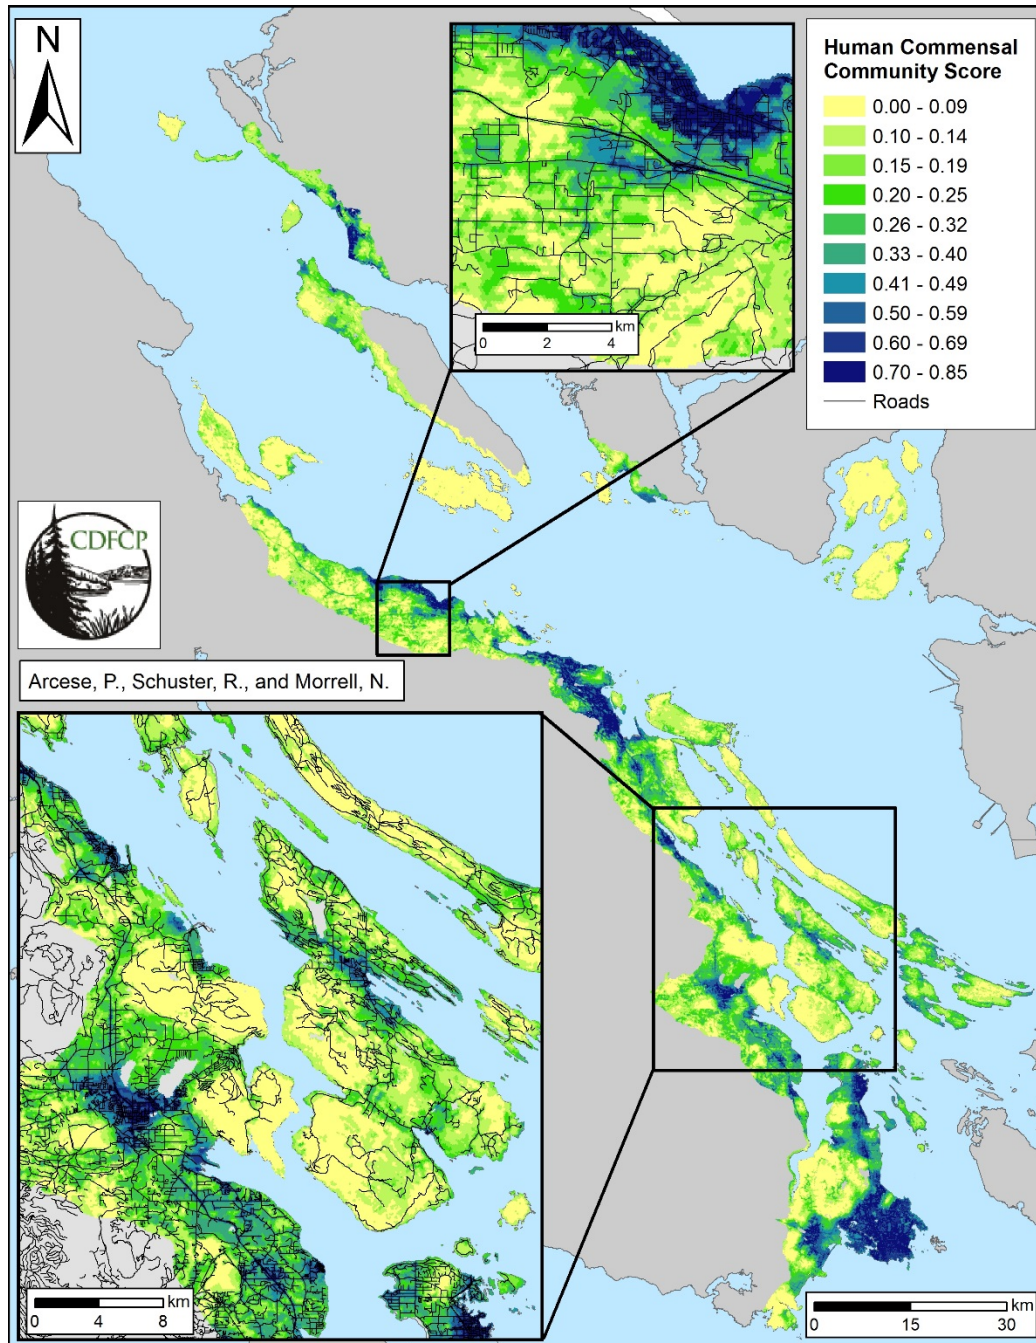 N
Human Commensal
Community Score
0.00 - 0.09
0.10 - 0.14
0.15 - 0.19
0.20 - 0.25
0.26 - 0.32
0.33 - 0.40
0.41 - 0.49
0.50 - 0.59
0.60 - 0.69
0.70 - 0.85
Roads
km
0 2 4
CDFCP
Arcese, P., Schuster, R., and Morrell, N.
km
0 4 8
km
0 15 30